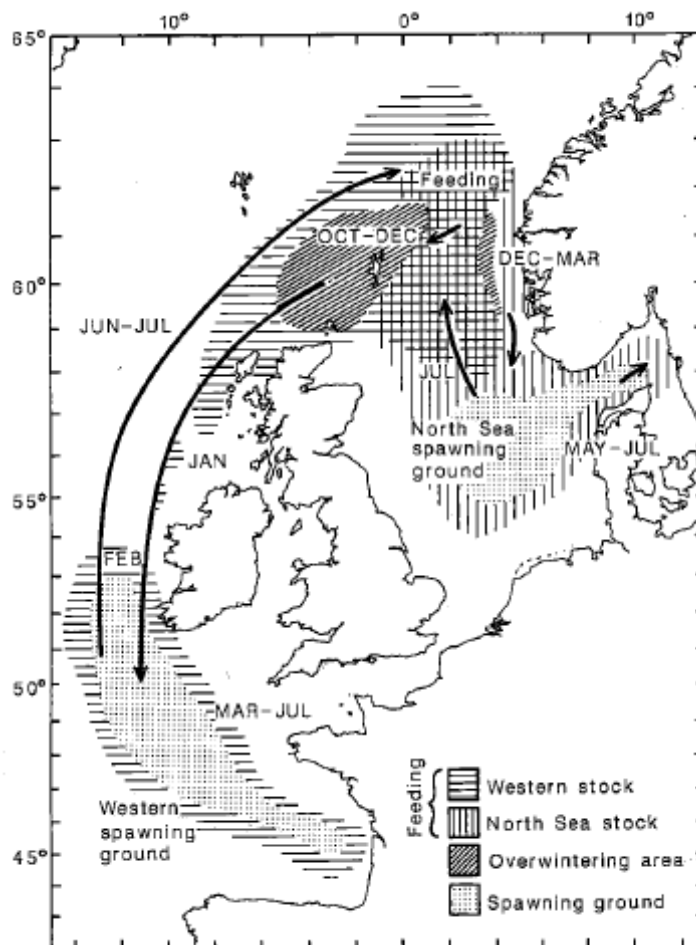 10° 0° 10°
65°
Feeding
OCT-DEC
DEC-MAR
60°
JUN-JUL
JUL
North Sea
spawning
ground
MAY-JUL
JAN
55°
FEB
50°
MAR-JUL
Western
spawning
ground
45°
Feeding
Western stock
North Sea stock
Overwintering area
Spawning ground